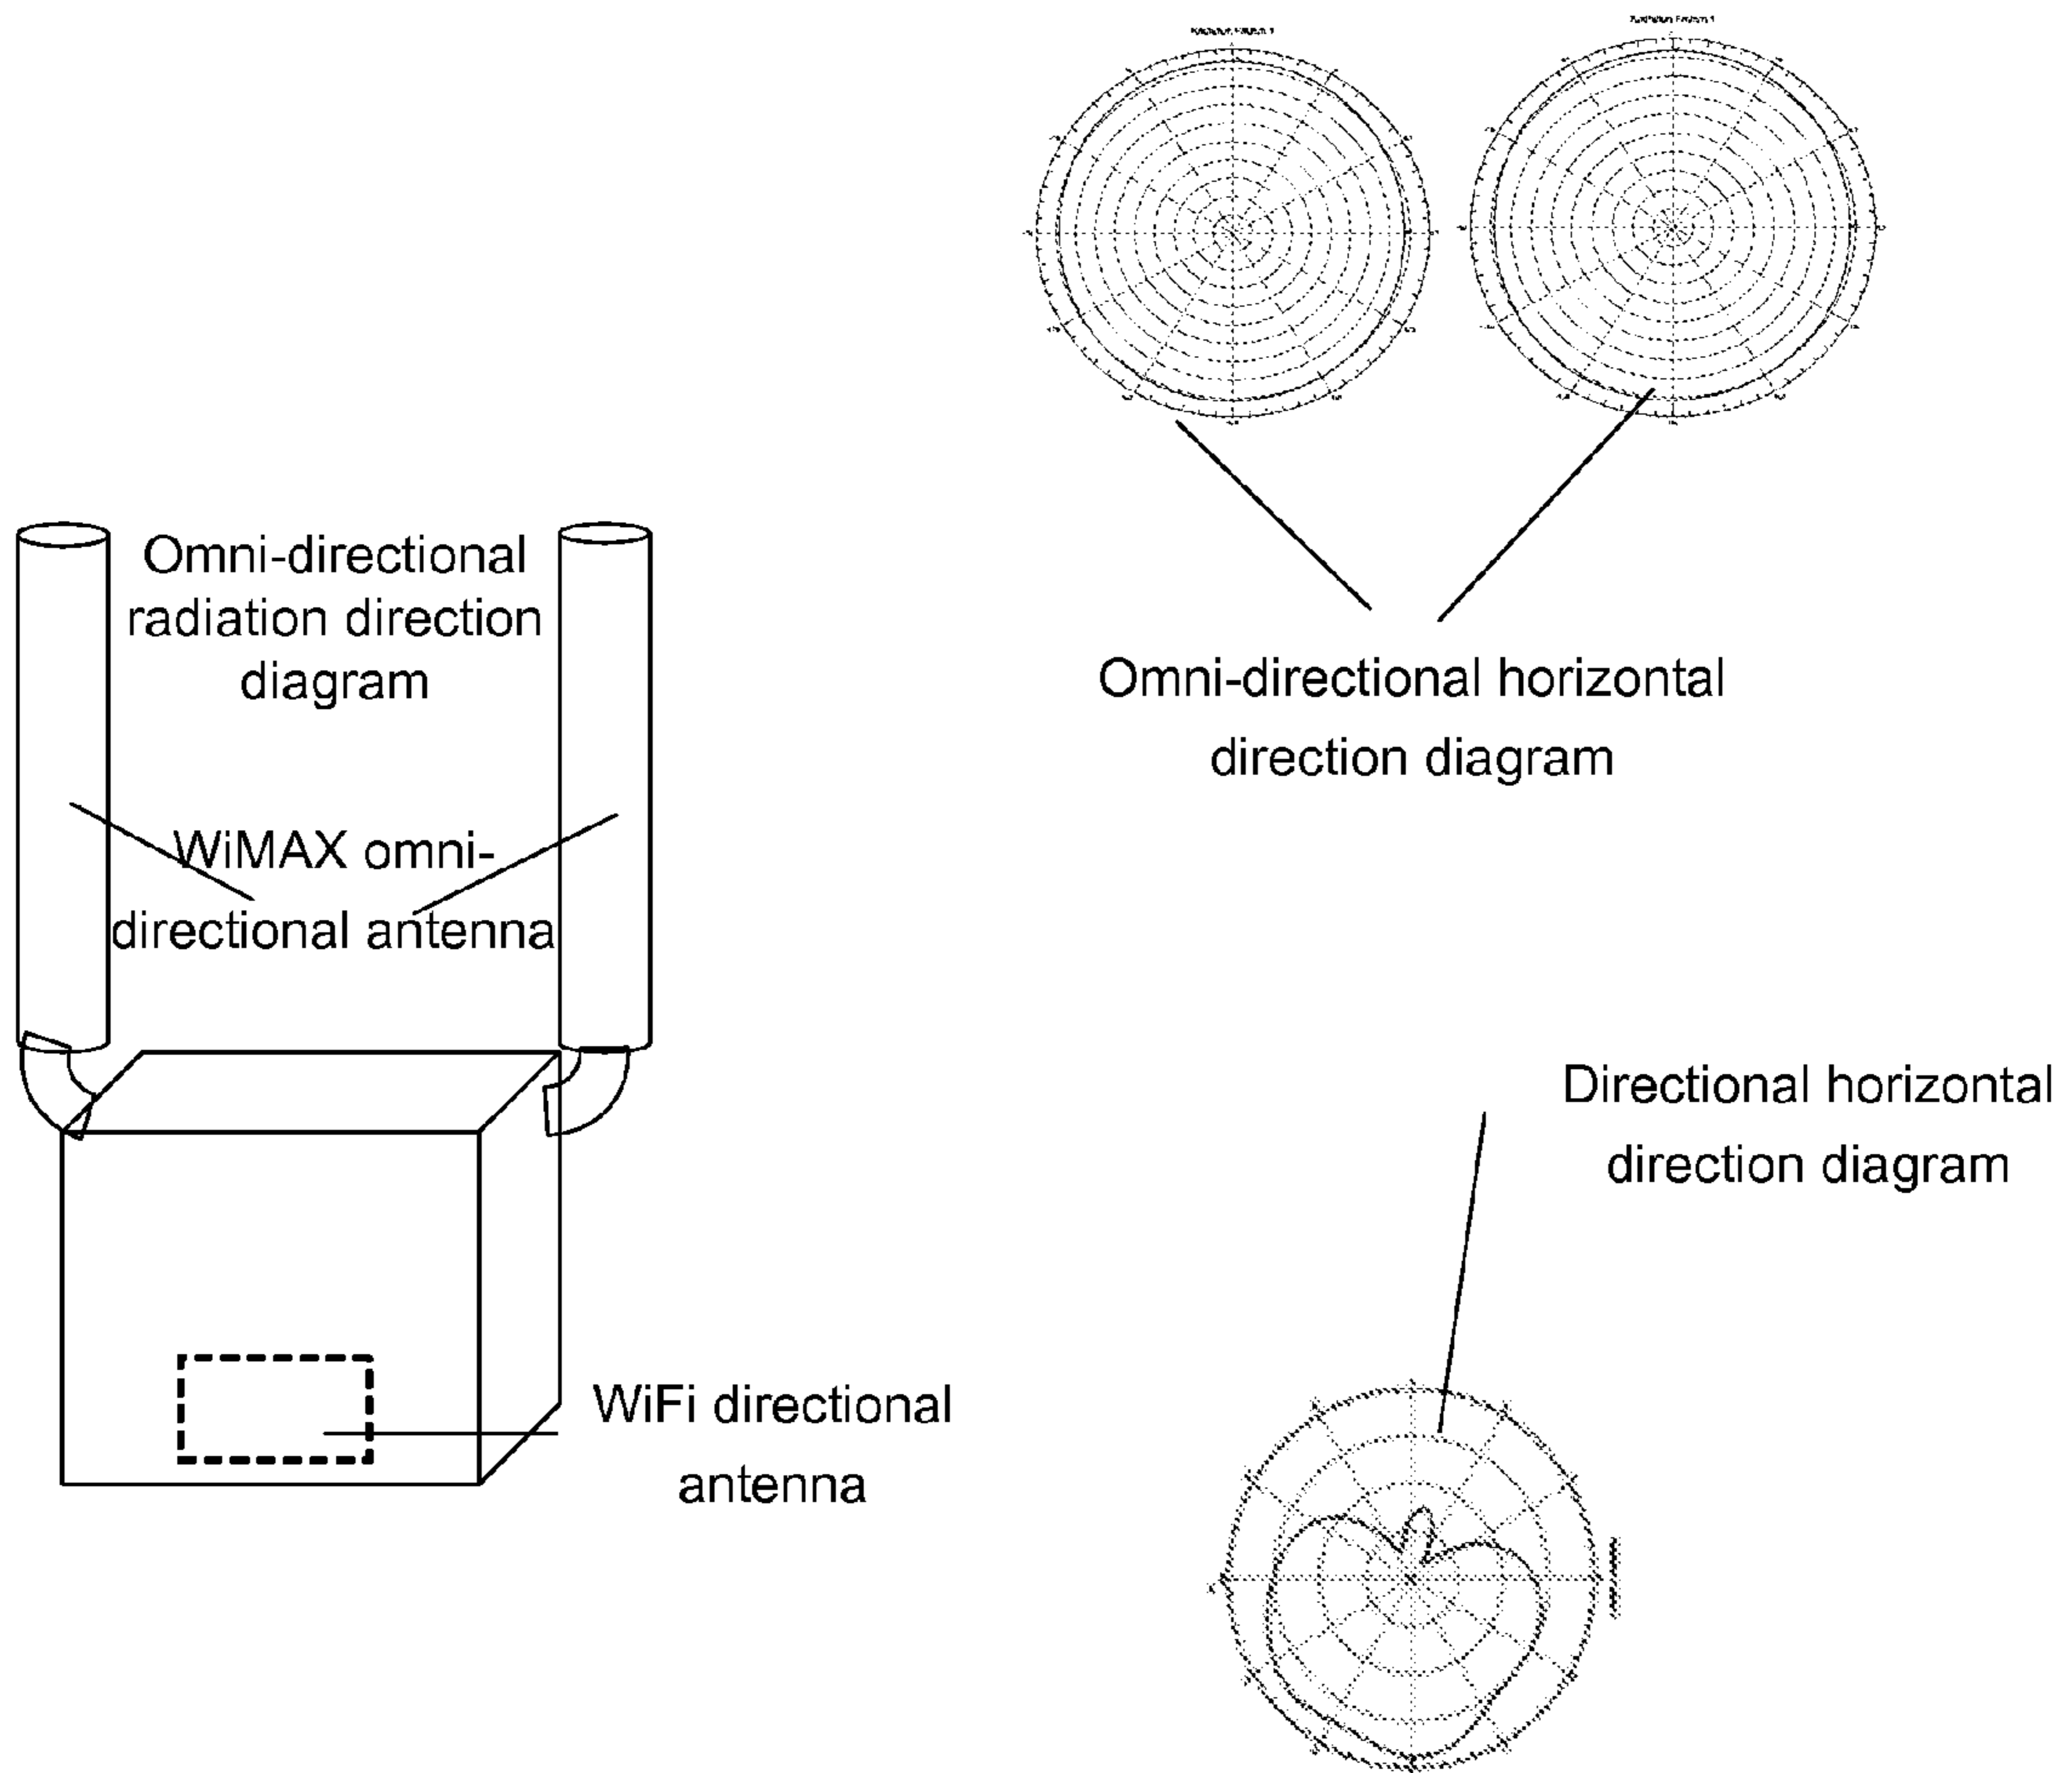 Omni-directional
radiation direction
diagram
WiMAX omni-
directional antenna
Omni-directional horizontal
direction diagram
Directional horizontal
direction diagram
WiFi directional
antenna